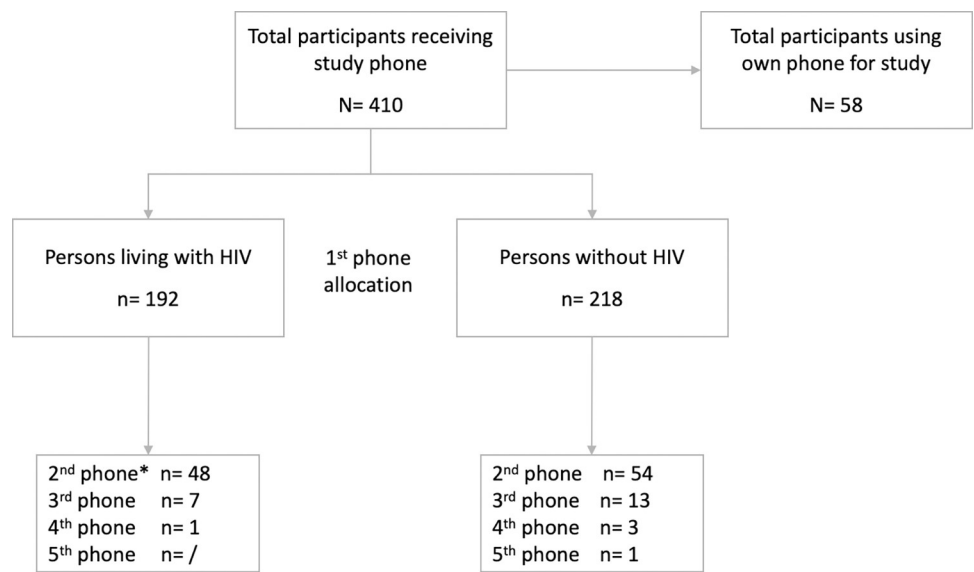 Total participants receiving
study phone
N= 410
Total participants using
own phone for study
N= 58
Persons living with HIV
n= 192
1st phone
allocation
Persons without HIV
n= 218
2nd phone* n= 48
3rd phone n= 7
4th phone n= 1
5th phone n= /
2nd phone n= 54
3rd phone n= 13
4th phone n= 3
5th phone n= 1